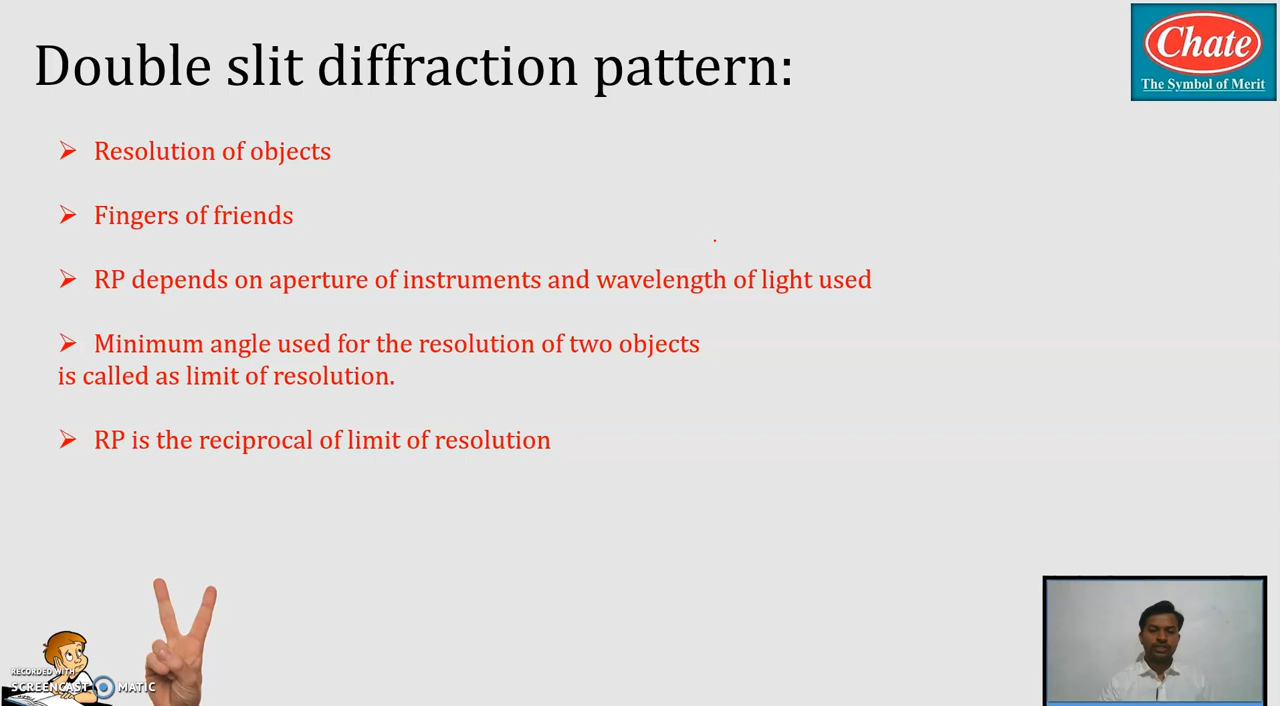 Double slit diffraction pattern:
Chate
The Symbol of Merit
➢ Resolution of objects
➢ Fingers of friends
➢ RP depends on aperture of instruments and wavelength of light used
➢ Minimum angle used for the resolution of two objects
is called as limit of resolution.
➢ RP is the reciprocal of limit of resolution
RECORDED WITH
SCREENCAST MATIC